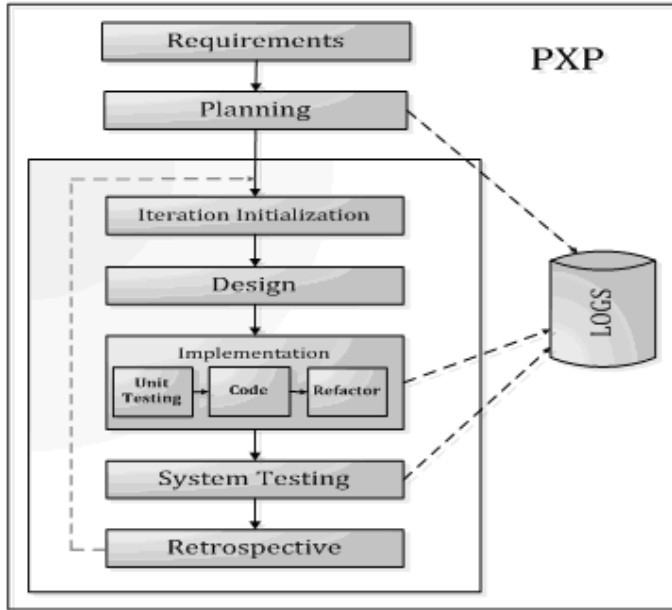 Requirements
PXP
Planning
Iteration Initialization
Design
LOGS
Implementation
Unit
Testing
Code
Refactor
System Testing
Retrospective